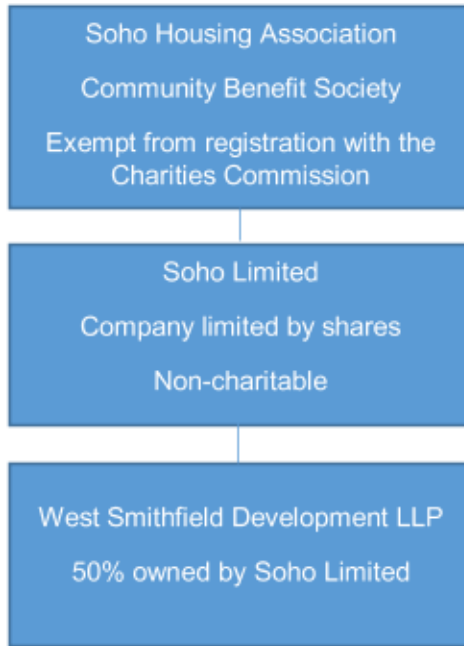 Soho Housing Association
Community Benefit Society
Exempt from registration with the
Charities Commission
Soho Limited
Company limited by shares
Non-charitable
West Smithfield Development LLP
50% owned by Soho Limited